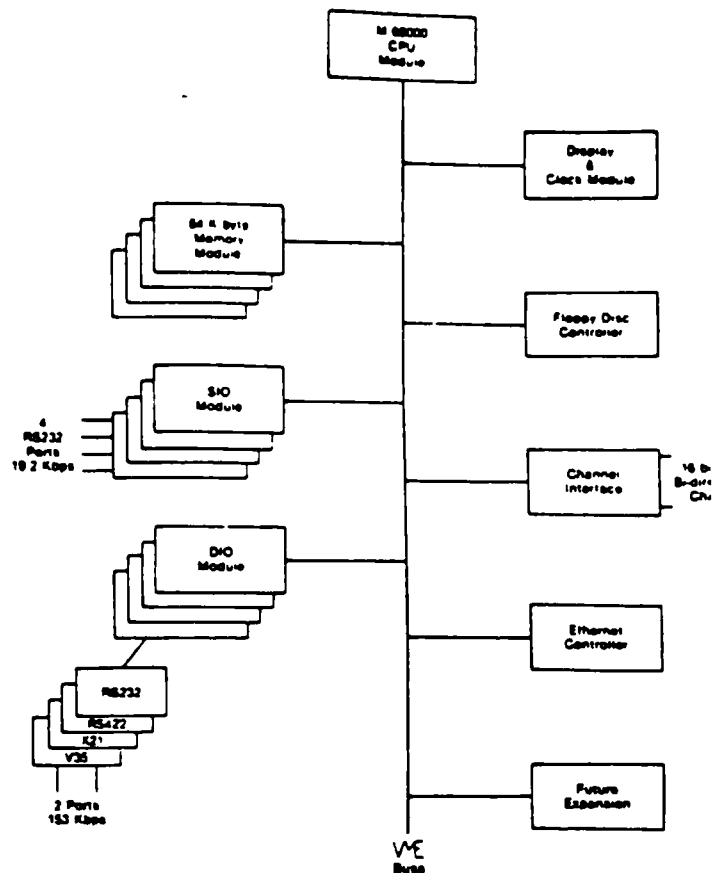 M 68000
CPU
Module
Display
&
Clock Module
64 K byte
Memory
Module
Floppy Disc
Controller
SIO
Module
4
RS232
Ports
19.2 Kbps
Channel
Interface
16
DIO
Module
Ethernet
Controller
RS232
RS422
X21
V35
2 Ports
153 Kbps
Future
Expansion
VME
Buss